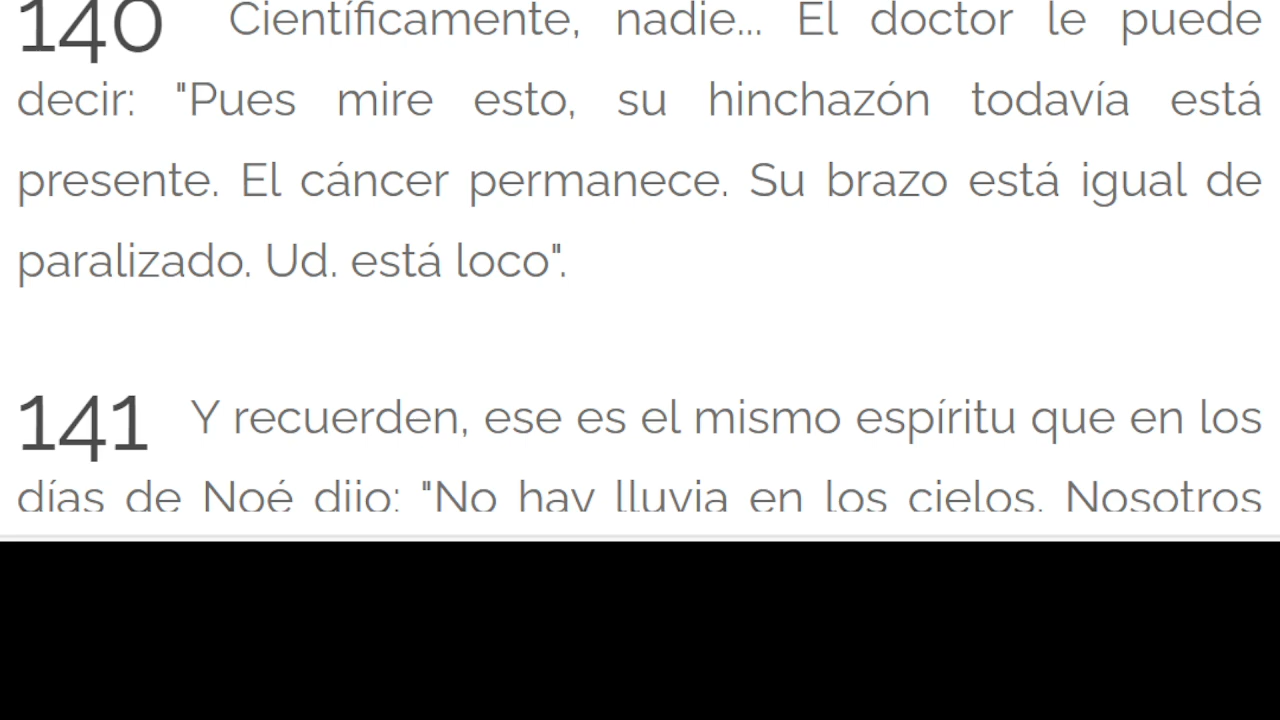 140 Científicamente, nadie... El doctor le puede
decir: "Pues mire esto, su hinchazón todavía está
presente. El cáncer permanece. Su brazo está igual de
paralizado. Ud. está loco".
141 Y recuerden, ese es el mismo espíritu que en los
días de Noé dijo: "No hay lluvia en los cielos. Nosotros